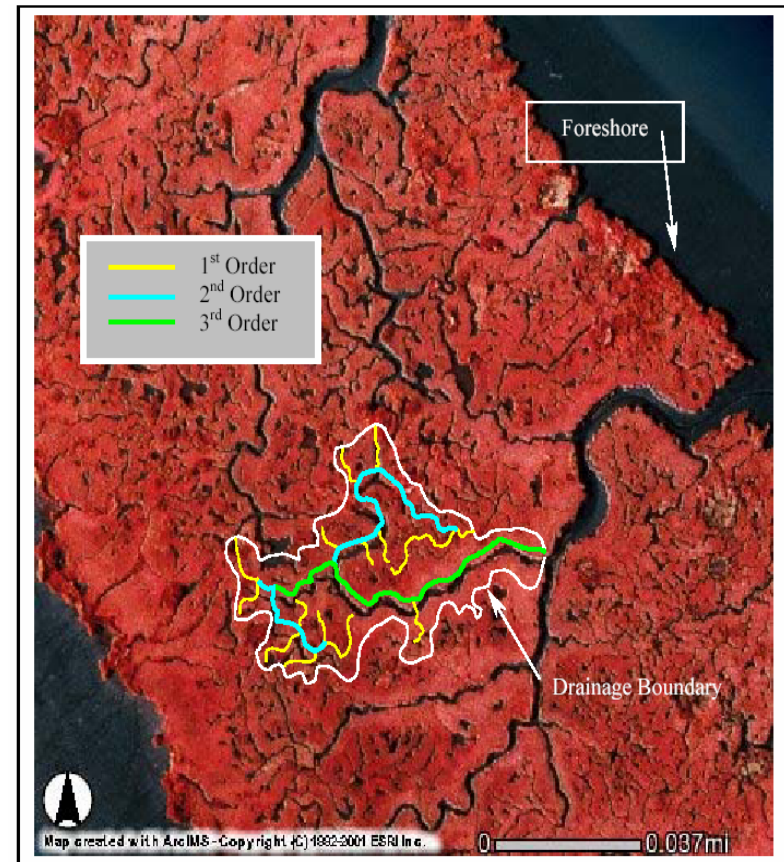 Foreshore
1st Order
2nd Order
3rd Order
Drainage Boundary
Map created with ArcIMS - Copyright (C) 1992-2001 ESRI Inc.
0 0.037mi